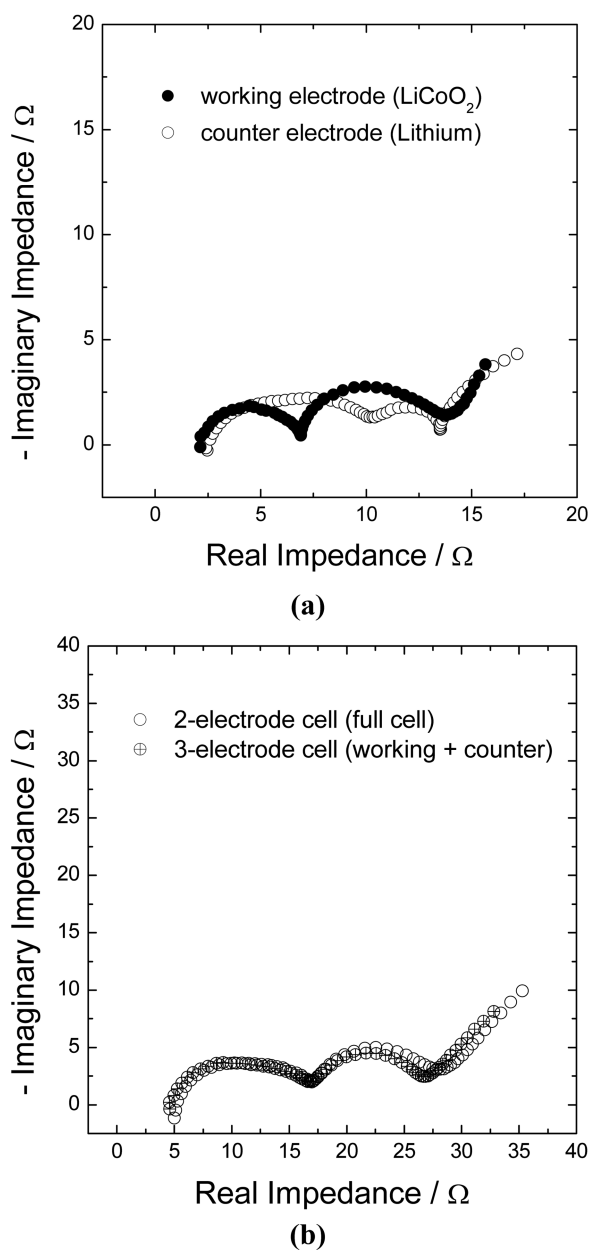 20
15
10
5
0
0
5
10
15
20
- Imaginary Impedance / Ω
working electrode (LiCoO₂)
counter electrode (Lithium)
Real Impedance / Ω
(a)
40
35
30
25
20
15
10
5
0
0
5
10
15
20
25
30
35
40
- Imaginary Impedance / Ω
2-electrode cell (full cell)
3-electrode cell (working + counter)
Real Impedance / Ω
(b)